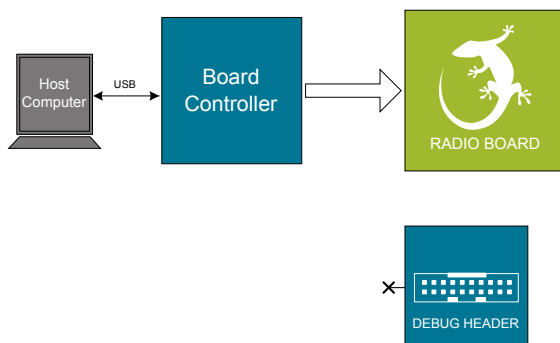 Host
Computer
USB
Board
Controller
RADIO BOARD
DEBUG HEADER